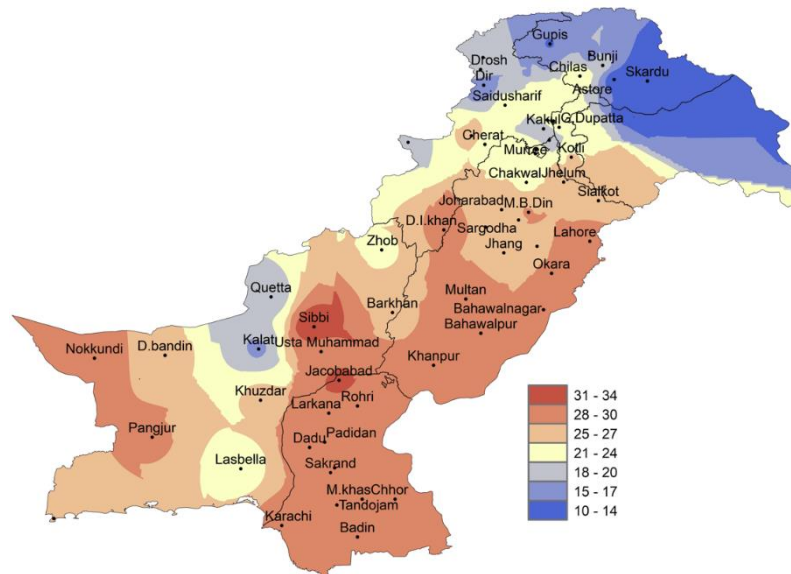 Gupis
Drosh
Bunji
Dir
Chilas
Skardu
Saidusharif
Astore
Kakul
G.Dupatta
Cherat
Murree
Kotli
Chakwal
Jhelum
Sialkot
Joharabad
M.B.Din
D.I.khan
Sargodha
Lahore
Zhob
Jhang
Okara
Quetta
Multan
Barkhan
Bahawalnagar
Sibbi
Bahawalpur
Nokkundi
D.bandin
Kalat
Usta Muhammad
Khanpur
Jacobabad
Khuzdar
Rohri
Larkana
Pangjur
Dadu
Padidan
Lasbella
Sakrand
M.khas
Chhor
Tandojam
Karachi
Badin
31 - 34
28 - 30
25 - 27
21 - 24
18 - 20
15 - 17
10 - 14